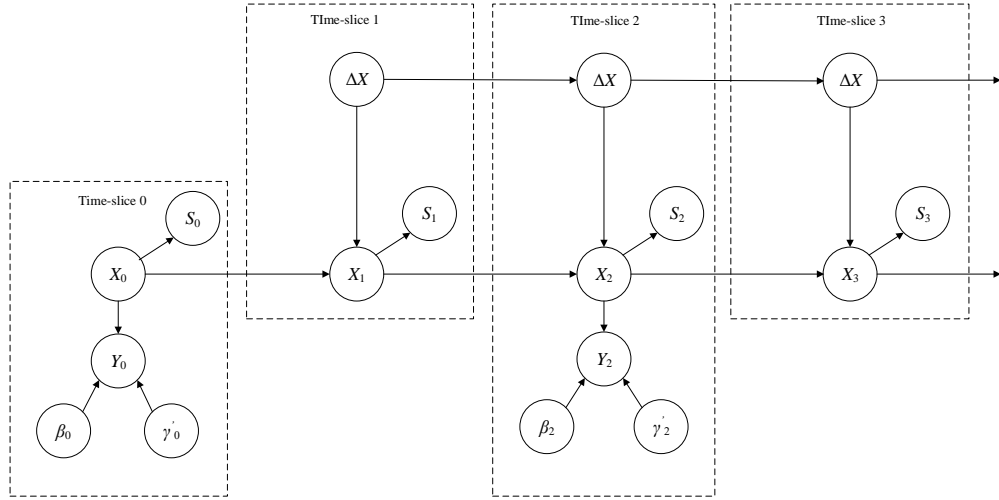 TIme-slice 1
TIme-slice 2
TIme-slice 3
ΔX
ΔX
ΔX
Time-slice 0
S₀
S₁
S₂
S₃
X₀
X₁
X₂
X₃
Y₀
Y₂
β₀
γ'₀
β₂
γ'₂